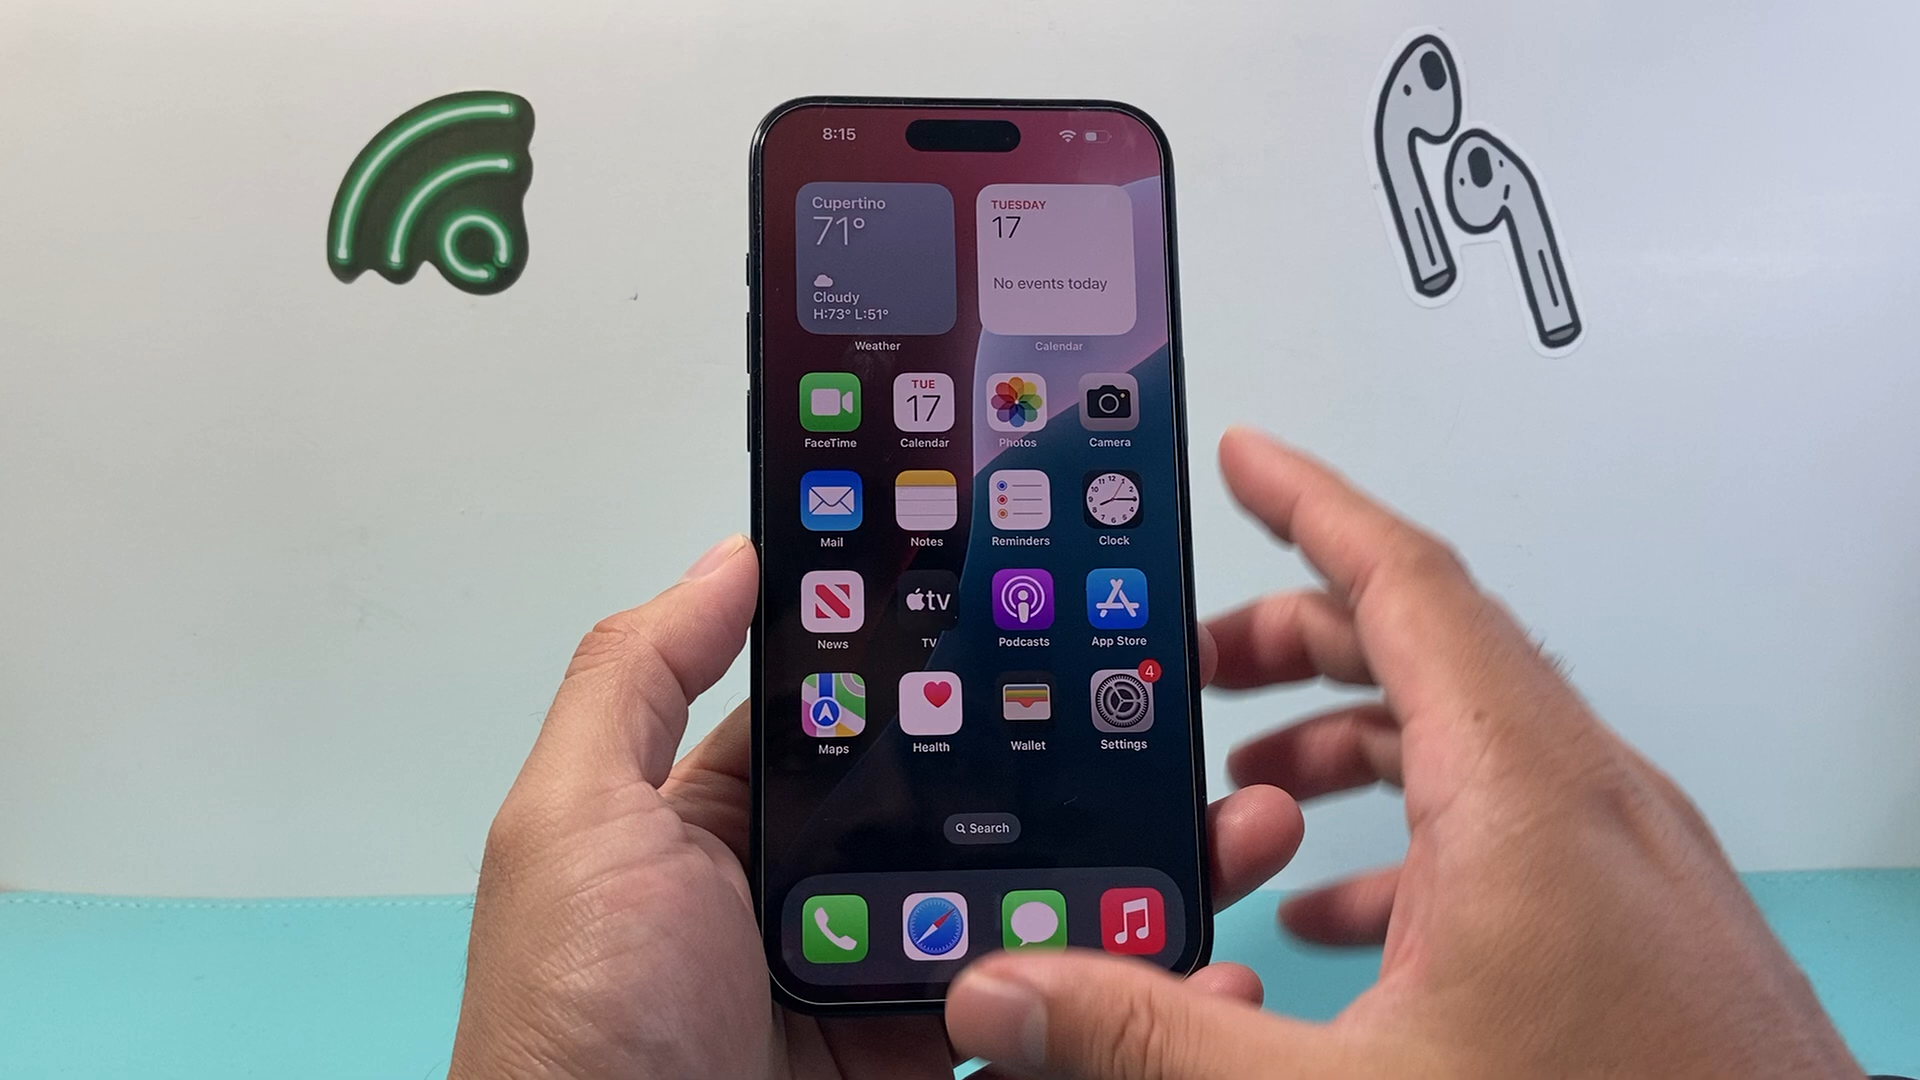 8:15
Cupertino
71°
Cloudy
H:73° L:51°
Weather
TUESDAY
17
No events today
Calendar
FaceTime
TUE
17
Calendar
Photos
Camera
Mail
Notes
Reminders
Clock
News
tv
TV
Podcasts
App Store
Maps
Health
Wallet
4
Settings
Search